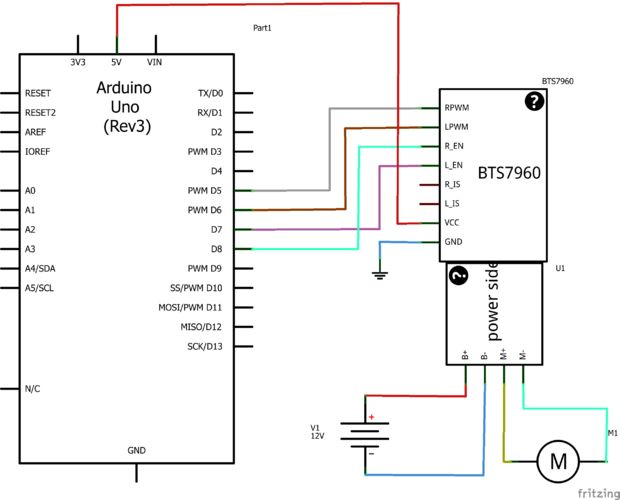 Part1
3V3 5V VIN
Arduino
Uno
(Rev3)
RESET
RESET2
AREF
IOREF
A0
A1
A2
A3
A4/SDA
A5/SCL
N/C
TX/D0
RX/D1
D2
PWM D3
D4
PWM D5
PWM D6
D7
D8
PWM D9
SS/PWM D10
MOSI/PWM D11
MISO/D12
SCK/D13
GND
BTS7960
?
RPWM
LPWM
R_EN
L_EN
R_IS
L_IS
VCC
GND
BTS7960
U1
?
power side
B+ B- M+ M-
V1
12V
+
−
M
M1
fritzing